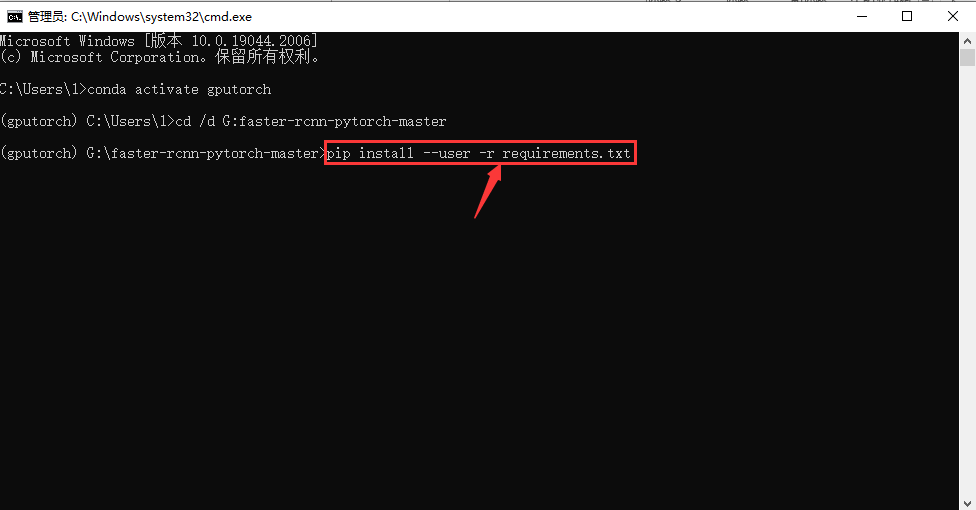 管理员: C:\Windows\system32\cmd.exe
Microsoft Windows [版本 10.0.19044.2006]
(c) Microsoft Corporation。保留所有权利。
C:\Users\1>conda activate gputorch
(gputorch) C:\Users\1>cd /d G:faster-rcnn-pytorch-master
(gputorch) G:\faster-rcnn-pytorch-master>pip install --user -r requirements.txt